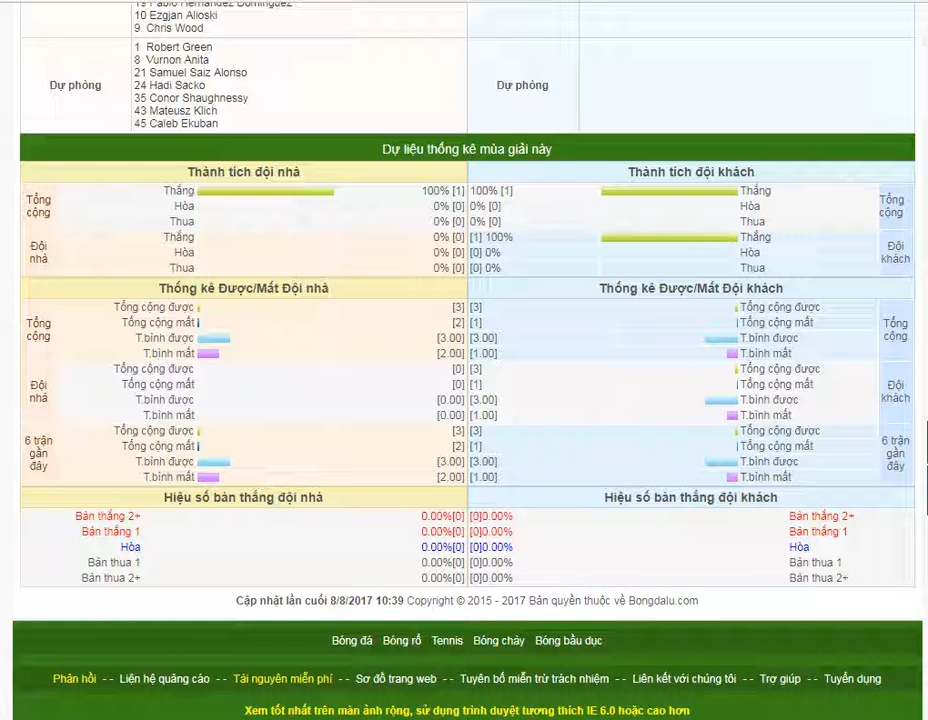 19 Pablo Hernandez Dominguez
10 Ezgjan Alioski
9 Chris Wood
Dự phòng
1 Robert Green
8 Vurnon Anita
21 Samuel Saiz Alonso
24 Hadi Sacko
35 Conor Shaughnessy
43 Mateusz Klich
45 Caleb Ekuban
Dự phòng
Dự liệu thống kê mùa giải này
Thành tích đội nhà Thành tích đội khách
Tổng cộng
Thắng 100% [1] 100% [1] Thắng
Hòa 0% [0] 0% [0] Hòa
Thua 0% [0] 0% [0] Thua
Tổng cộng
Đội nhà
Thắng 0% [0] [1] 100% Thắng
Hòa 0% [0] [0] 0% Hòa
Thua 0% [0] [0] 0% Thua
Đội khách
Thống kê Được/Mất Đội nhà Thống kê Được/Mất Đội khách
Tổng cộng
Tổng cộng được [3] [3] Tổng cộng được
Tổng cộng mất [2] [1] Tổng cộng mất
T.bình được [3.00] [3.00] T.bình được
T.bình mất [2.00] [1.00] T.bình mất
Tổng cộng
Đội nhà
Tổng cộng được [0] [3] Tổng cộng được
Tổng cộng mất [0] [1] Tổng cộng mất
T.bình được [0.00] [3.00] T.bình được
T.bình mất [0.00] [1.00] T.bình mất
Đội khách
6 trận gần đây
Tổng cộng được [3] [3] Tổng cộng được
Tổng cộng mất [2] [1] Tổng cộng mất
T.bình được [3.00] [3.00] T.bình được
T.bình mất [2.00] [1.00] T.bình mất
6 trận gần đây
Hiệu số bàn thắng đội nhà Hiệu số bàn thắng đội khách
Bàn thắng 2+ 0.00%[0] [0]0.00% Bàn thắng 2+
Bàn thắng 1 0.00%[0] [0]0.00% Bàn thắng 1
Hòa 0.00%[0] [0]0.00% Hòa
Bàn thua 1 0.00%[0] [0]0.00% Bàn thua 1
Bàn thua 2+ 0.00%[0] [0]0.00% Bàn thua 2+
Cập nhật lần cuối 8/8/2017 10:39 Copyright © 2015 - 2017 Bản quyền thuộc về Bongdalu.com
Bóng đá Bóng rổ Tennis Bóng chày Bóng bầu dục
Phản hồi -- Liện hệ quảng cáo -- Tài nguyên miễn phí -- Sơ đồ trang web -- Tuyên bố miễn trừ trách nhiệm -- Liên kết với chúng tôi -- Trợ giúp -- Tuyển dụng
Xem tốt nhất trên màn ảnh rộng, sử dụng trình duyệt tương thích IE 6.0 hoặc cao hơn